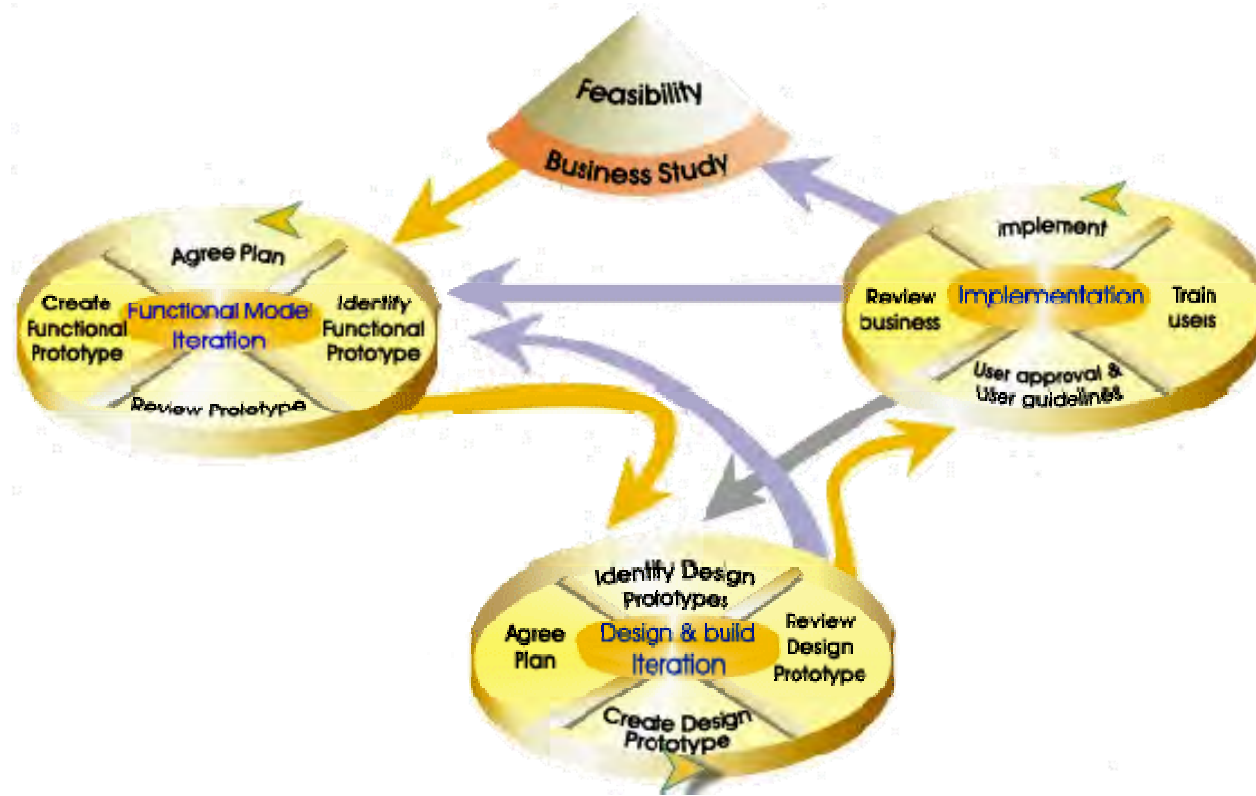 Feasibility
Business Study
Agree Plan
Create
Functional
Prototype
Functional Model
Iteration
Identify
Functional
Prototype
Review Prototype
Implement
Review
business
Implementation
Train
users
User approval &
User guidelines
Identify Design
Prototypes
Agree
Plan
Design & build
Iteration
Review
Design
Prototype
Create Design
Prototype